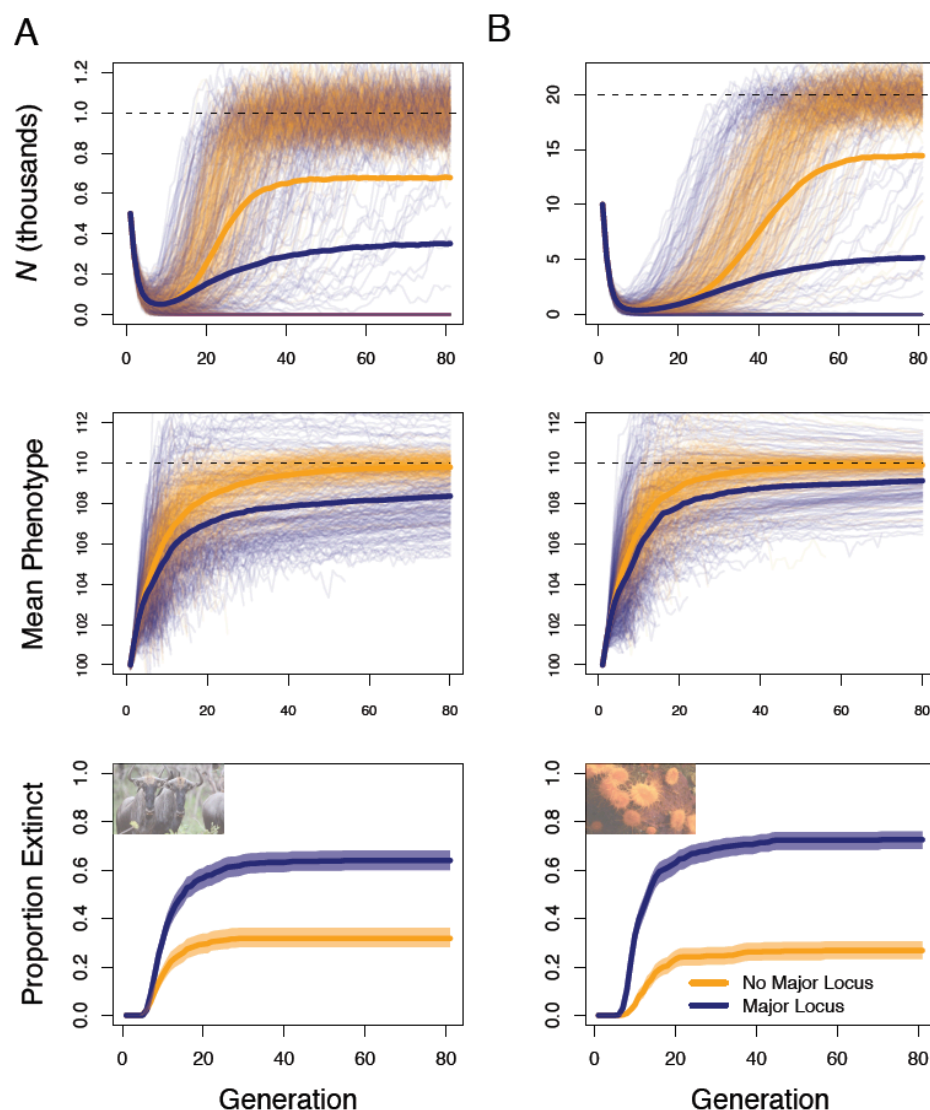 A
B
N (thousands)
1.2
1.0
0.8
0.6
0.4
0.2
0.0
0 20 40 60 80
20
15
10
5
0
0 20 40 60 80
Mean Phenotype
112
110
108
106
104
102
100
0 20 40 60 80
112
110
108
106
104
102
100
0 20 40 60 80
Proportion Extinct
1.0
0.8
0.6
0.4
0.2
0.0
0 20 40 60 80
Generation
1.0
0.8
0.6
0.4
0.2
0.0
No Major Locus
Major Locus
0 20 40 60 80
Generation